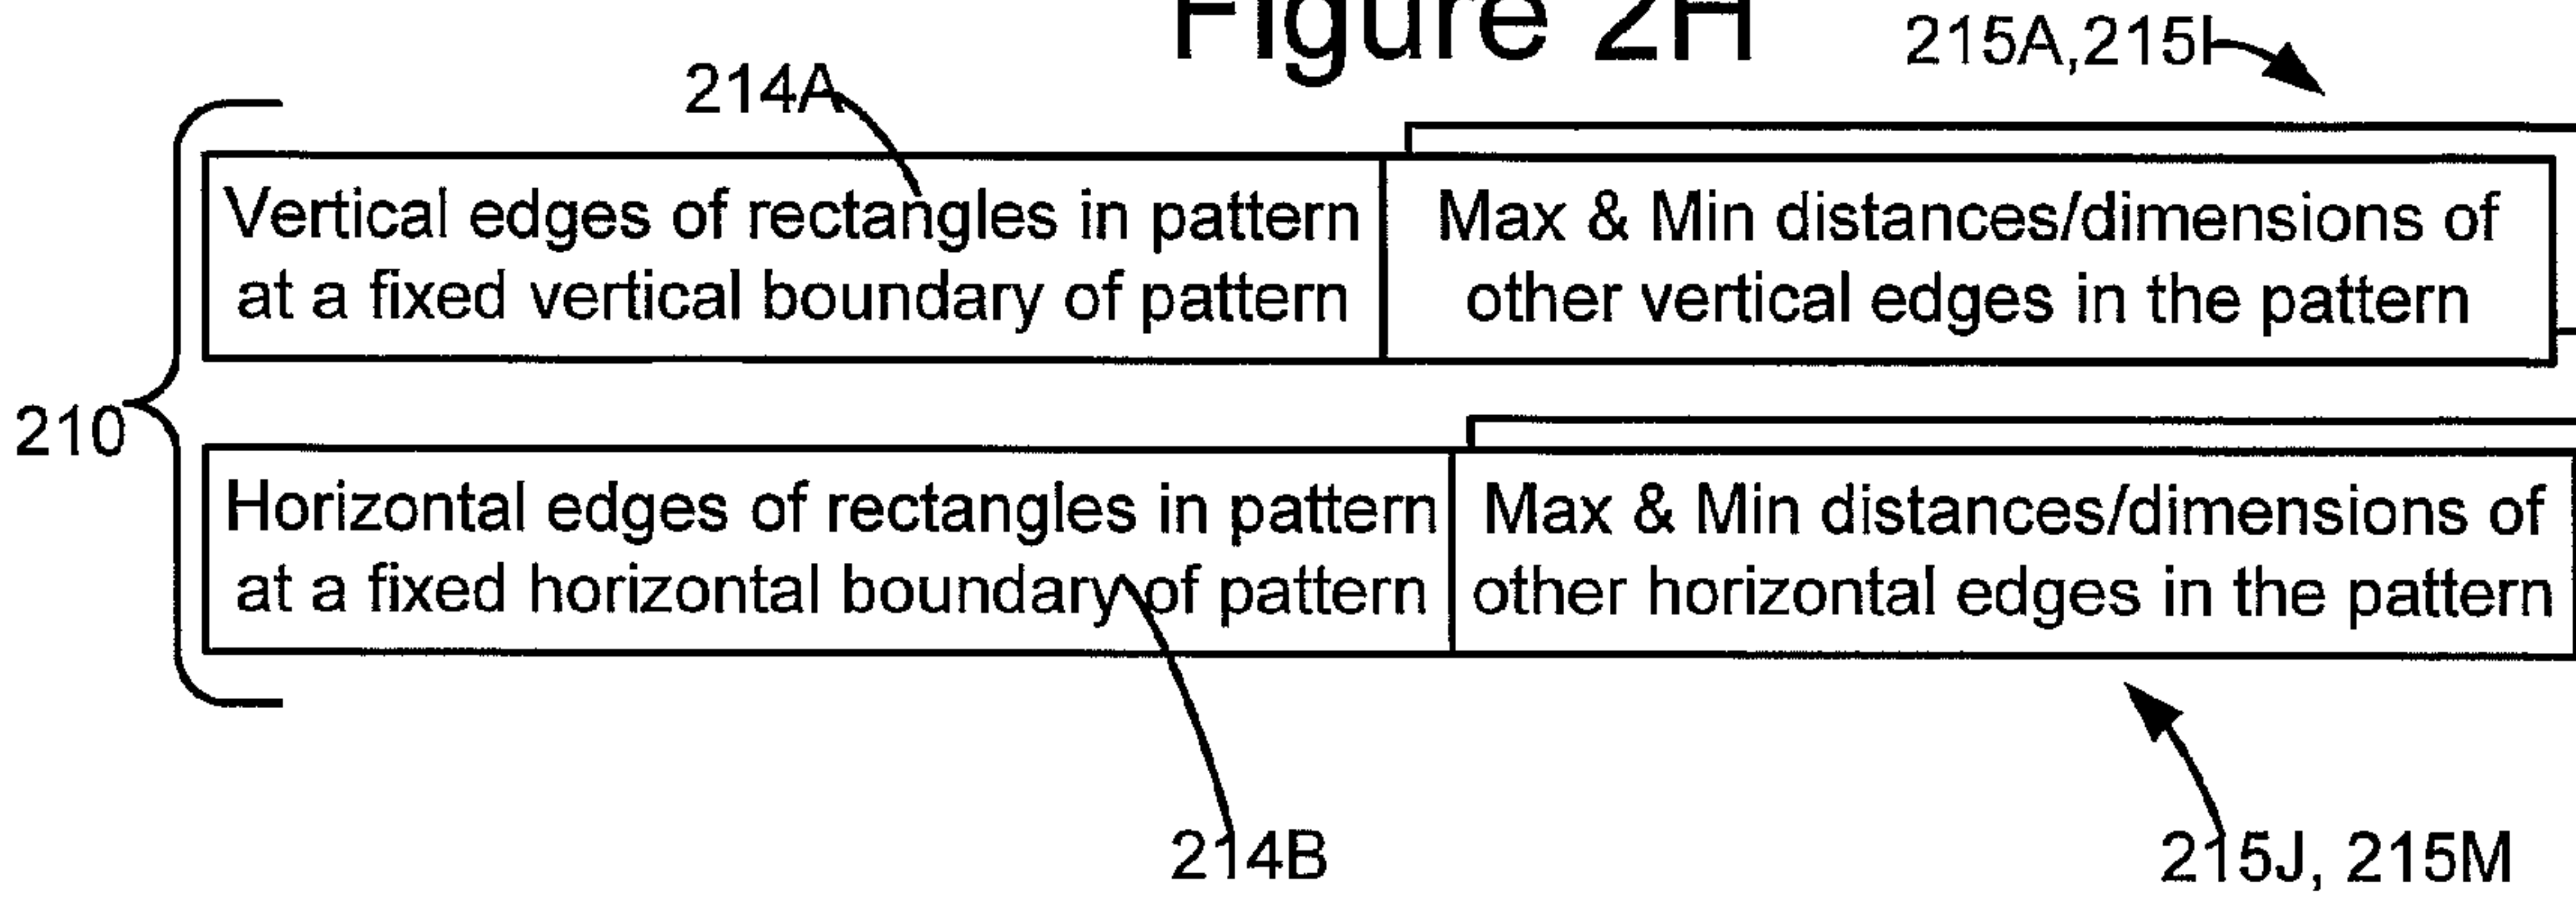 Figure 2H
215A,215I
214A
Vertical edges of rectangles in pattern
at a fixed vertical boundary of pattern
Max & Min distances/dimensions of
other vertical edges in the pattern
210
Horizontal edges of rectangles in pattern
at a fixed horizontal boundary of pattern
Max & Min distances/dimensions of
other horizontal edges in the pattern
214B
215J, 215M